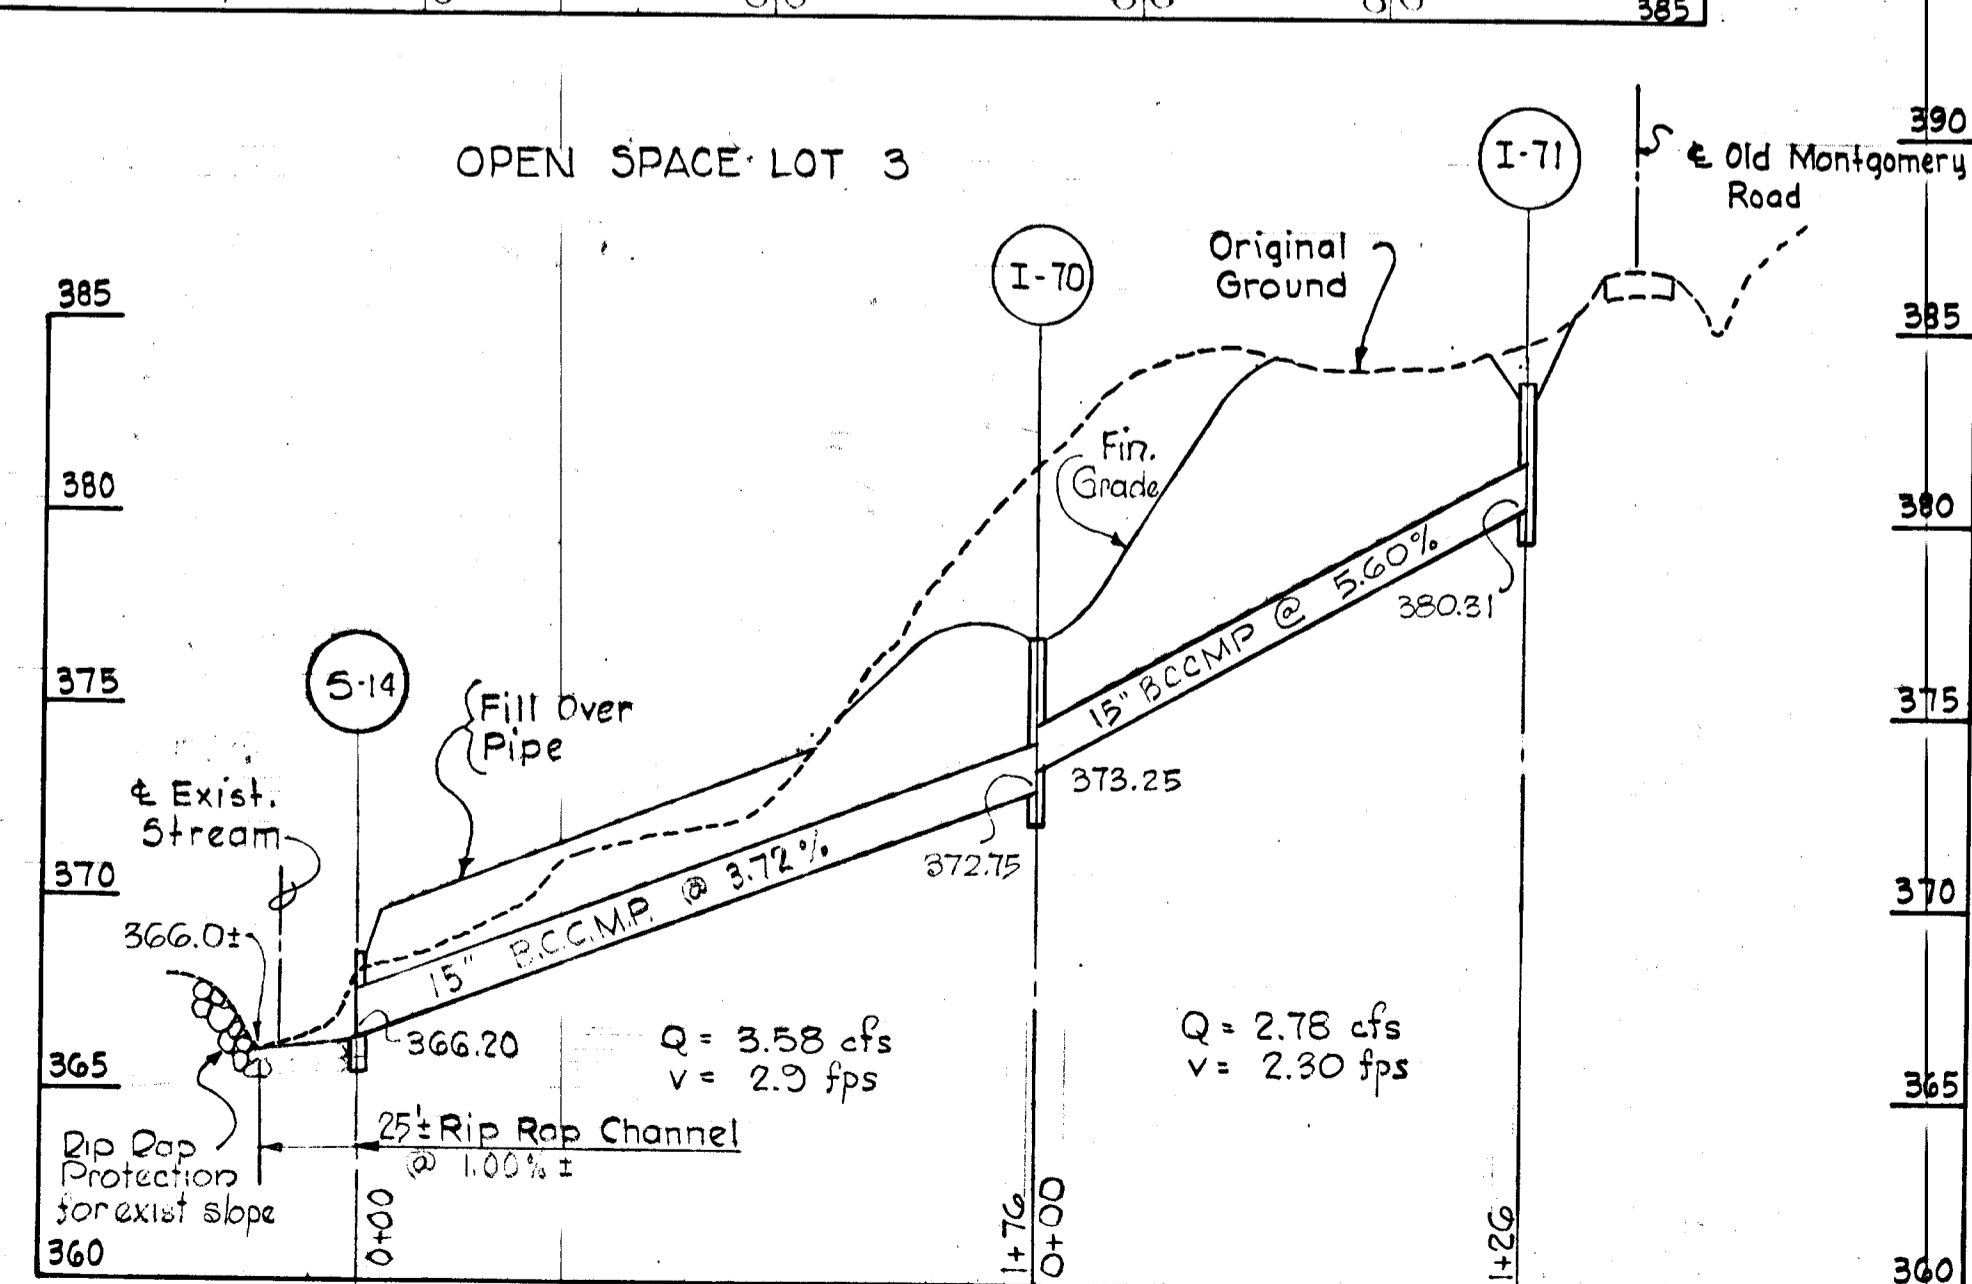 385
OPEN SPACE LOT 3
I-71
390
℄ Old Montgomery
Road
I-70
Original
Ground
385
385
Fin.
Grade
380
380
S-14
375
Fill Over
Pipe
15" BCCMP @ 5.60%
380.31
375
℄ Exist.
Stream
373.25
372.75
370
370
366.0±
15" B.C.C.M.P. @ 3.72%
366.20
Q = 3.58 cfs
v = 2.9 fps
Q = 2.78 cfs
v = 2.30 fps
365
365
25'± Rip Rap Channel
@ 1.00% ±
Rip Rap
Protection
for exist slope
0+00
1+76
0+00
1+26
360
360